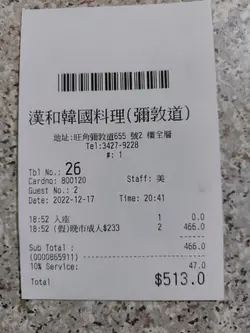 漢和韓國料理(彌敦道)
地址:旺角彌敦道655 號2 樓全層
Tel:3427-9228
#: 1
Tbl No.: 26
Cardno: 800120 Staff: 美
Guest No.: 2
Date: 2022-12-17 Time: 20:41
18:52 入座 1 0.0
18:52 (假)晚市成人$233 2 466.0
Sub Total : 466.0
(0000865911)
10% Service: 47.0
Total $513.0